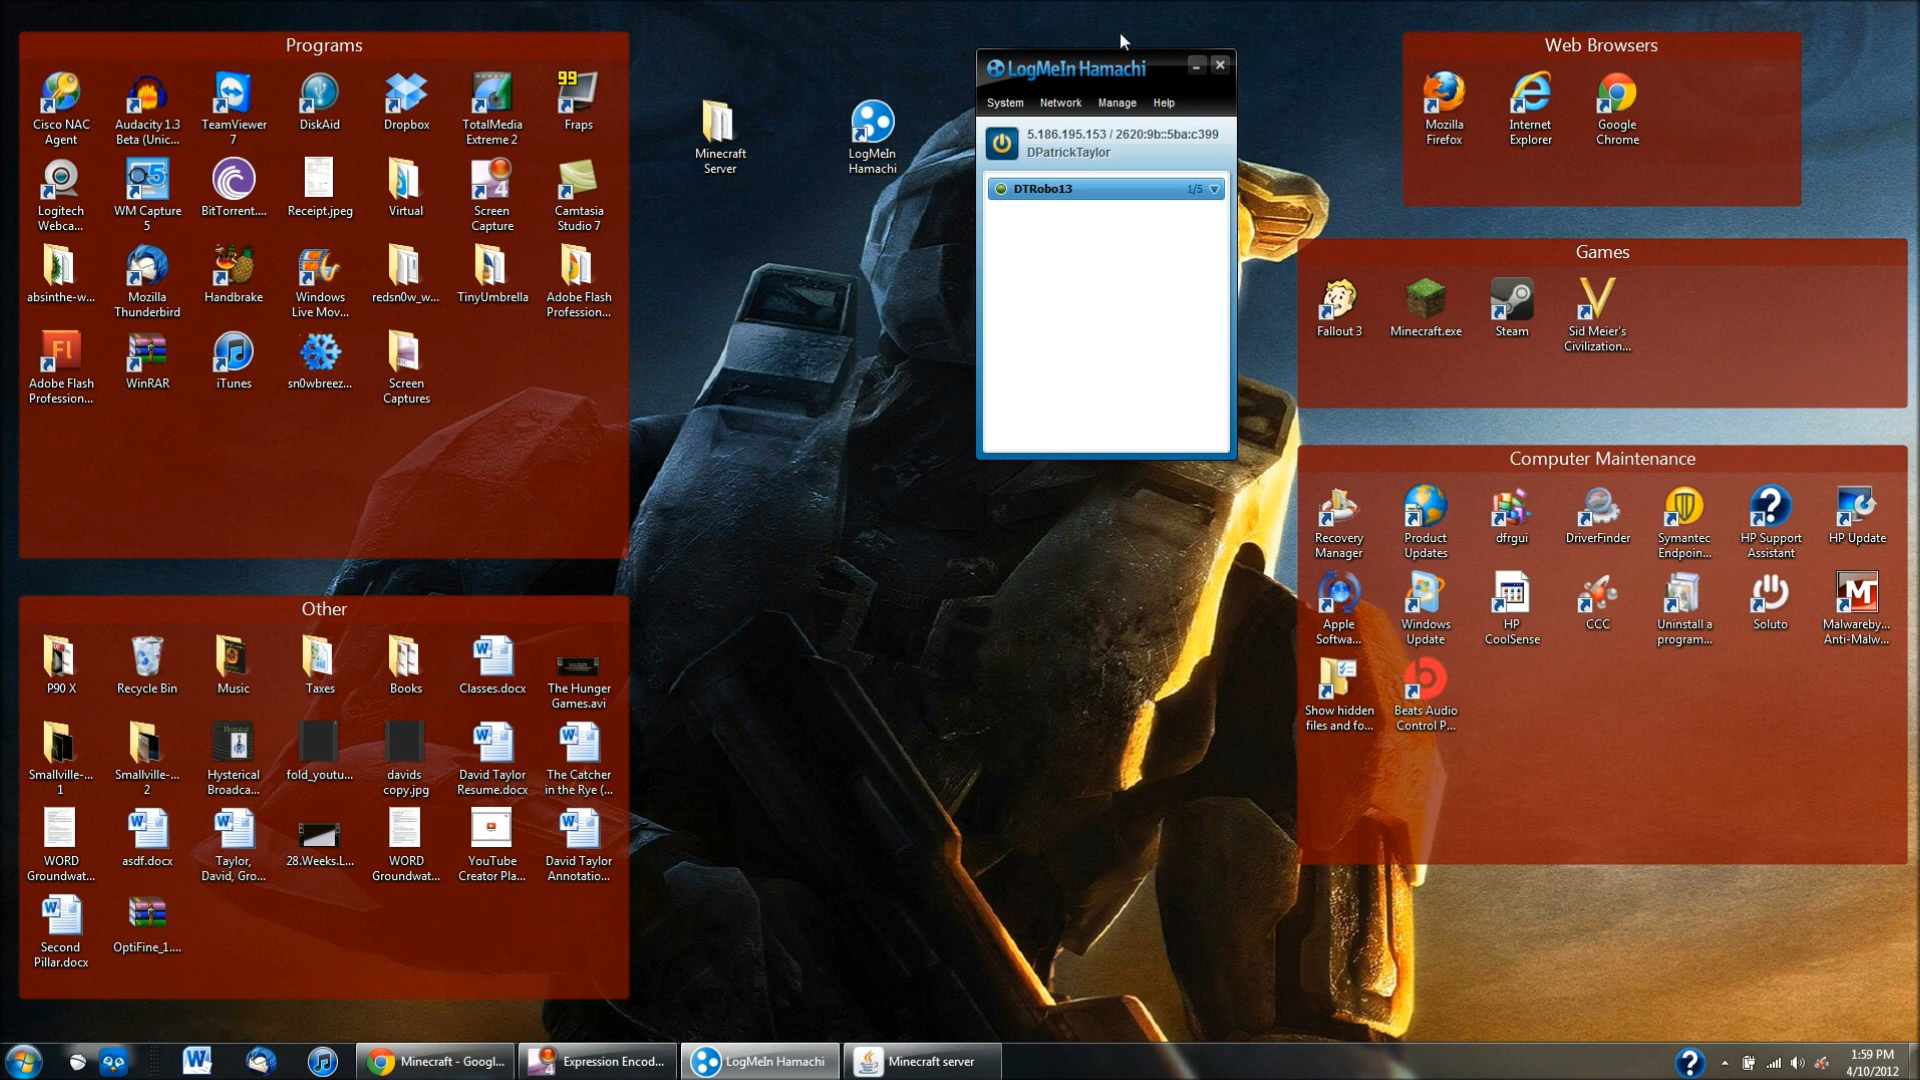 Programs
99
Cisco NAC Agent
Audacity 1.3 Beta (Unic...
TeamViewer 7
DiskAid
Dropbox
TotalMedia Extreme 2
Fraps
Logitech Webca...
WM Capture 5
BitTorrent....
Receipt.jpeg
Virtual
Screen Capture
Camtasia Studio 7
absinthe-w...
Mozilla Thunderbird
Handbrake
Windows Live Mov...
redsn0w_w...
TinyUmbrella
Adobe Flash Profession...
Adobe Flash Profession...
WinRAR
iTunes
sn0wbreez...
Screen Captures
Other
P90 X
Recycle Bin
Music
Taxes
Books
Classes.docx
The Hunger Games.avi
Smallville-... 1
Smallville-... 2
Hysterical Broadca...
fold_youtu...
davids copy.jpg
David Taylor Resume.docx
The Catcher in the Rye (...
WORD Groundwat...
asdf.docx
Taylor, David, Gro...
28.Weeks.L...
WORD Groundwat...
YouTube Creator Pla...
David Taylor Annotatio...
Second Pillar.docx
OptiFine_1....
Minecraft Server
LogMeIn Hamachi
LogMeIn Hamachi
System Network Manage Help
5.186.195.153 / 2620:9b::5ba:c399
DPatrickTaylor
DTRobo13 1/5
Web Browsers
Mozilla Firefox
Internet Explorer
Google Chrome
Games
Fallout 3
Minecraft.exe
Steam
Sid Meier's Civilization...
Computer Maintenance
Recovery Manager
Product Updates
dfrgui
DriverFinder
Symantec Endpoin...
HP Support Assistant
HP Update
Apple Softwa...
Windows Update
HP CoolSense
CCC
Uninstall a program...
Soluto
Malwareby... Anti-Malw...
Show hidden files and fo...
Beats Audio Control P...
Minecraft - Googl...
Expression Encod...
LogMeIn Hamachi
Minecraft server
1:59 PM
4/10/2012